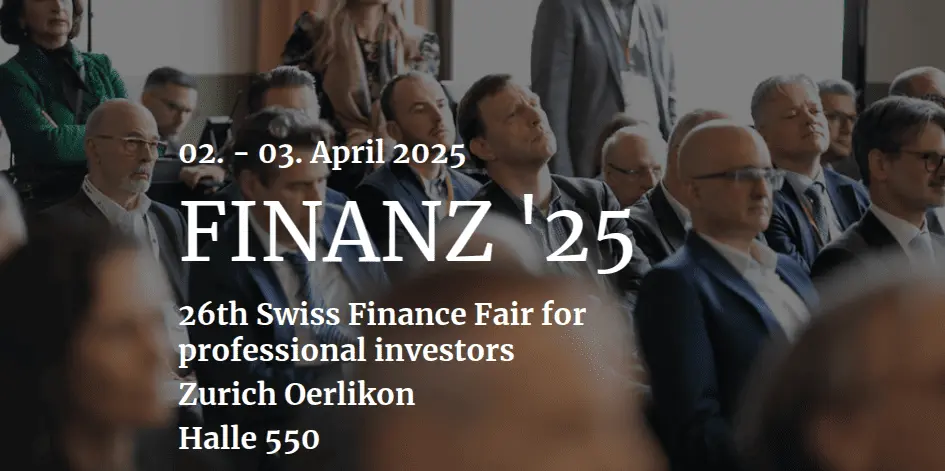 02. - 03. April 2025
FINANZ '25
26th Swiss Finance Fair for
professional investors
Zurich Oerlikon
Halle 550